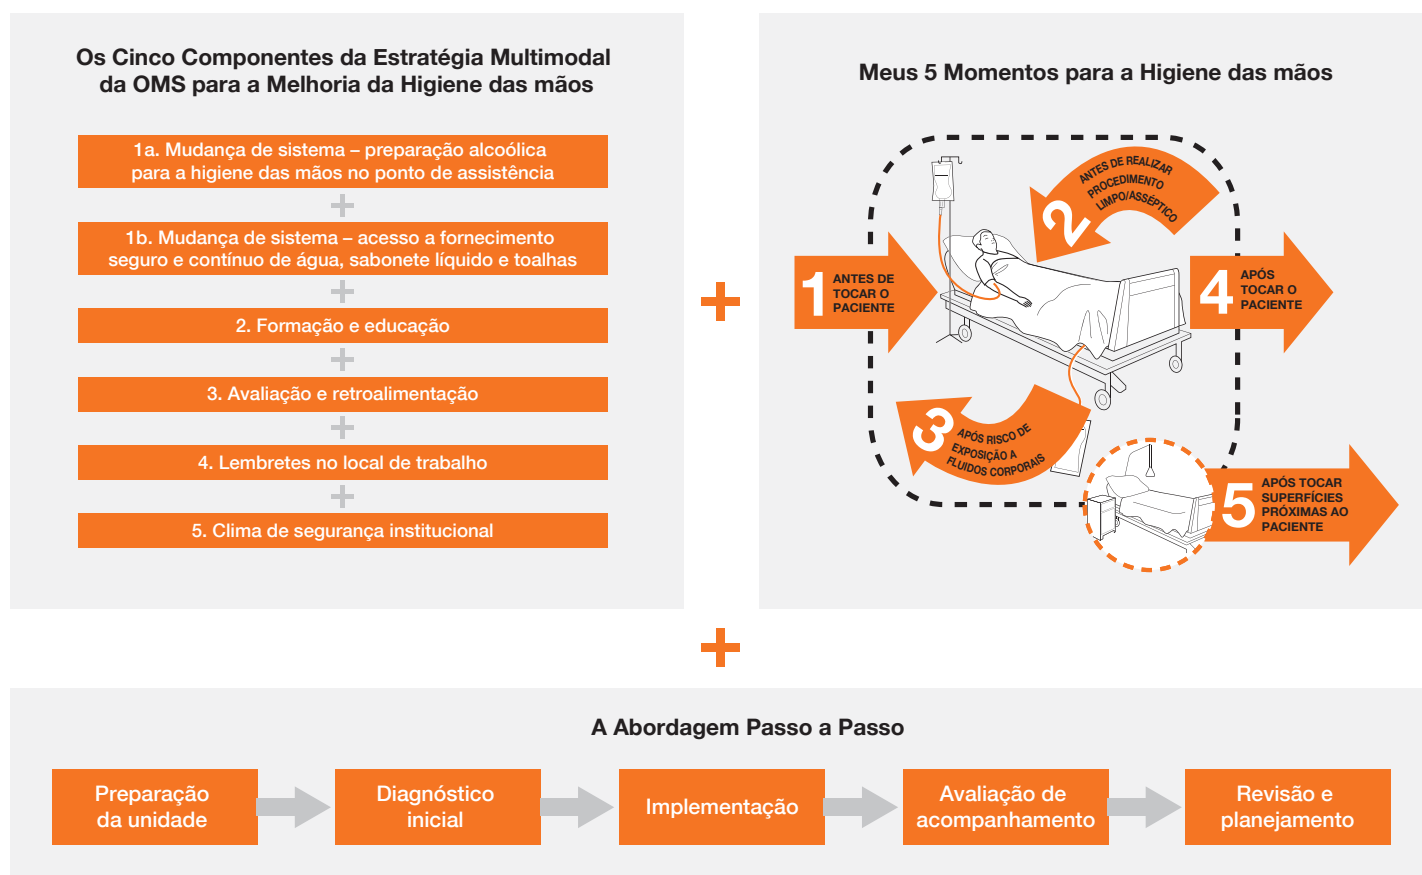 Os Cinco Componentes da Estratégia Multimodal
da OMS para a Melhoria da Higiene das mãos
1a. Mudança de sistema – preparação alcoólica
para a higiene das mãos no ponto de assistência
+
1b. Mudança de sistema – acesso a fornecimento
seguro e contínuo de água, sabonete líquido e toalhas
+
2. Formação e educação
+
3. Avaliação e retroalimentação
+
4. Lembretes no local de trabalho
+
5. Clima de segurança institucional
+
Meus 5 Momentos para a Higiene das mãos
1
ANTES DE
TOCAR O
PACIENTE
2
ANTES DE REALIZAR
PROCEDIMENTO
LIMPO/ASSÉPTICO
3
APÓS RISCO DE
EXPOSIÇÃO A
FLUIDOS CORPORAIS
4
APÓS
TOCAR O
PACIENTE
5
APÓS TOCAR
SUPERFÍCIES
PRÓXIMAS AO
PACIENTE
+
A Abordagem Passo a Passo
Preparação
da unidade
Diagnóstico
inicial
Implementação
Avaliação de
acompanhamento
Revisão e
planejamento